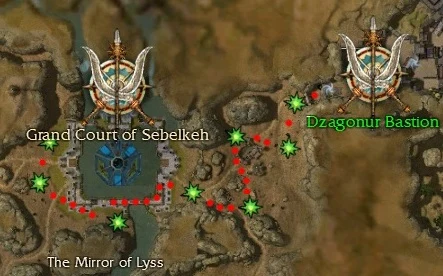 Dzagonur Bastion
Grand Court of Sebelkeh
The Mirror of Lyss